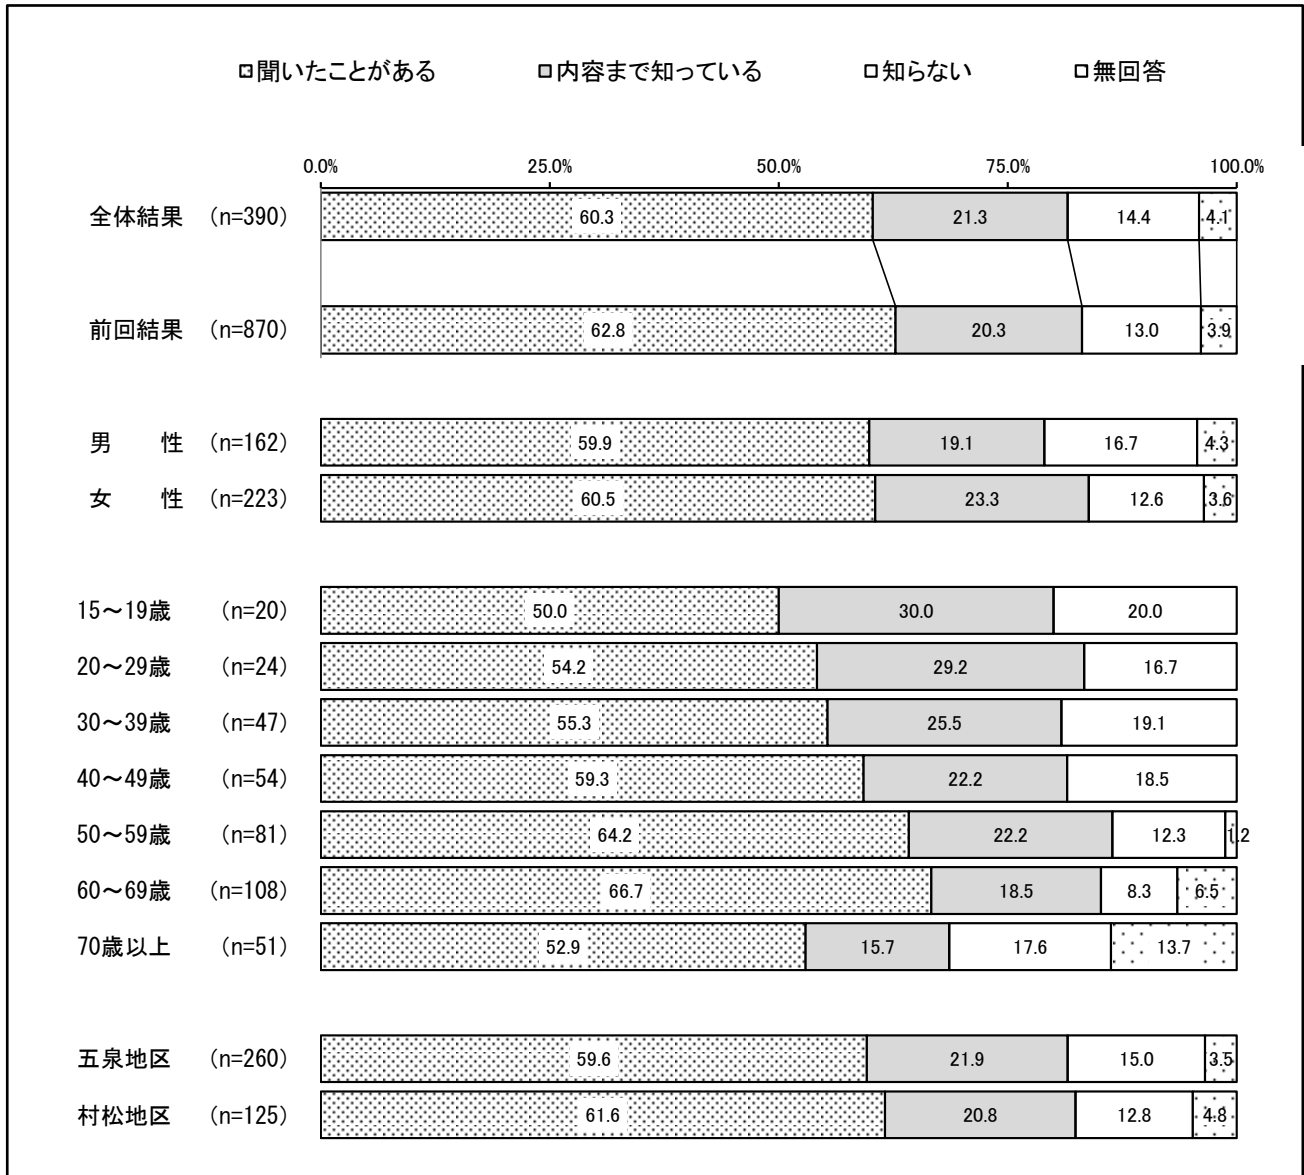 聞いたことがある 内容まで知っている 知らない 無回答
0.0% 25.0% 50.0% 75.0% 100.0%
全体結果 (n=390) 60.3 21.3 14.4 4.1
前回結果 (n=870) 62.8 20.3 13.0 3.9
男 性 (n=162) 59.9 19.1 16.7 4.3
女 性 (n=223) 60.5 23.3 12.6 3.6
15～19歳 (n=20) 50.0 30.0 20.0
20～29歳 (n=24) 54.2 29.2 16.7
30～39歳 (n=47) 55.3 25.5 19.1
40～49歳 (n=54) 59.3 22.2 18.5
50～59歳 (n=81) 64.2 22.2 12.3 1.2
60～69歳 (n=108) 66.7 18.5 8.3 6.5
70歳以上 (n=51) 52.9 15.7 17.6 13.7
五泉地区 (n=260) 59.6 21.9 15.0 3.5
村松地区 (n=125) 61.6 20.8 12.8 4.8